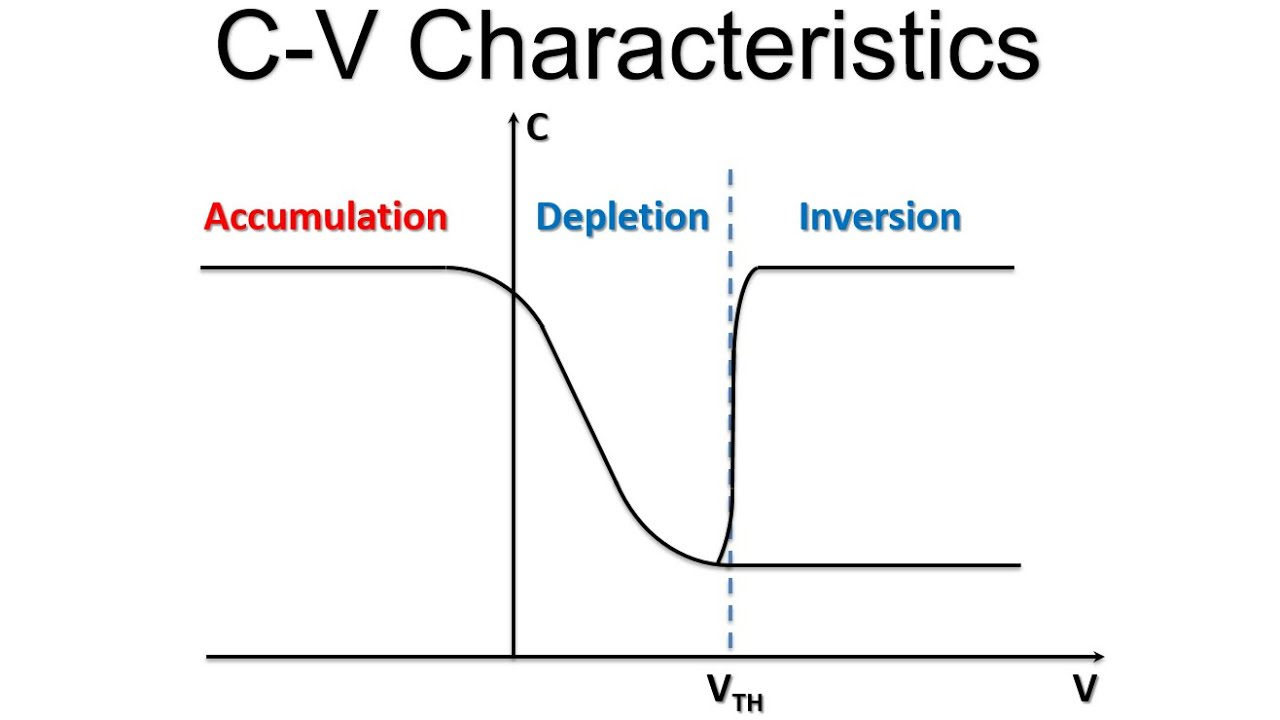 C-V Characteristics
C
Accumulation
Depletion
Inversion
V
VTH